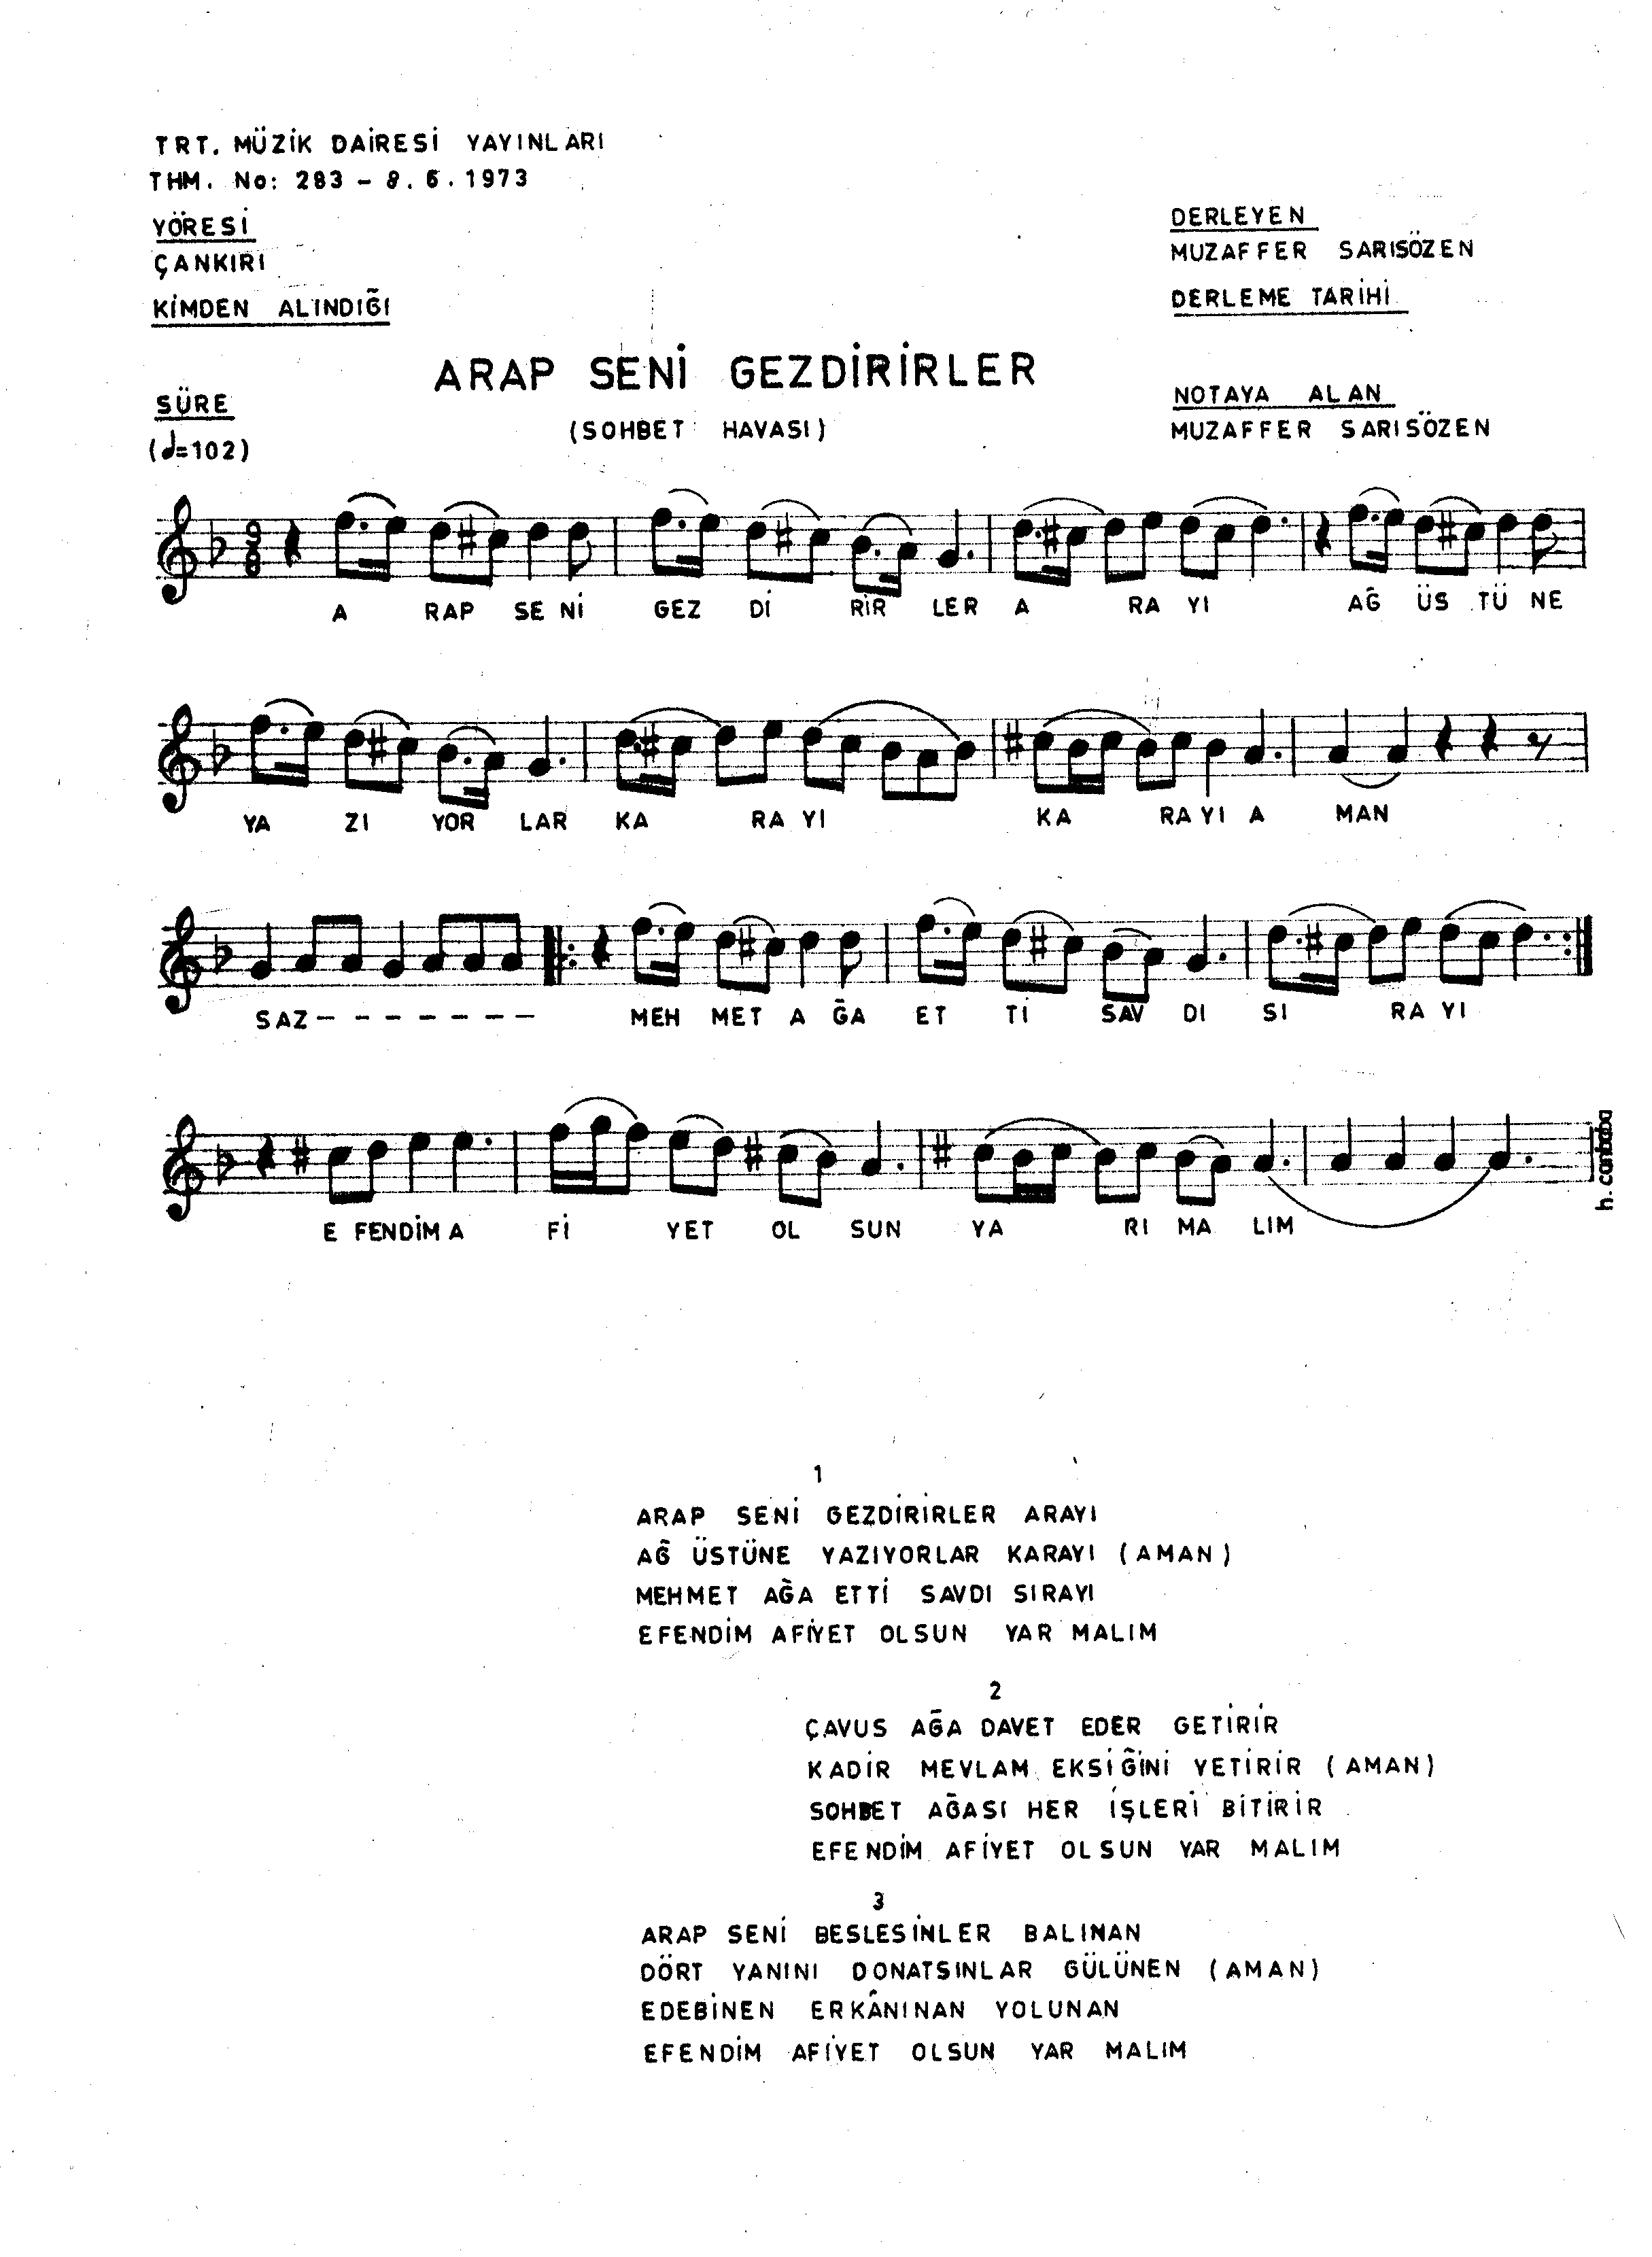 TRT. MÜZİK DAİRESİ YAYINLARI
THM. No: 283 – 8.6.1973
YÖRESİ
ÇANKIRI
KİMDEN ALINDIĞI
DERLEYEN
MUZAFFER SARISÖZEN
DERLEME TARİHİ
ARAP SENİ GEZDİRİRLER
(SOHBET HAVASI)
SÜRE
(♩=102)
NOTAYA ALAN
MUZAFFER SARISÖZEN
9
8
A RAP SE Nİ GEZ Dİ RİR LER A RA YI AĞ ÜS TÜ NE
YA ZI YOR LAR KA RA YI KA RA YI A MAN
SAZ – – – – – – – MEH MET A ĞA ET Tİ SAV DI SI RA YI
E FENDİM A Fİ YET OL SUN YA RI MA LIM
h. canbaba
1
ARAP SENİ GEZDİRİRLER ARAYI
AĞ ÜSTÜNE YAZIYORLAR KARAYI (AMAN)
MEHMET AĞA ETTİ SAVDI SIRAYI
EFENDİM AFİYET OLSUN YAR MALIM
2
ÇAVUS AĞA DAVET EDER GETİRİR
KADİR MEVLAM EKSİĞİNİ YETİRİR (AMAN)
SOHBET AĞASI HER İŞLERİ BİTİRİR
EFENDİM AFİYET OLSUN YAR MALIM
3
ARAP SENİ BESLESİNLER BALINAN
DÖRT YANINI DONATSINLAR GÜLÜNEN (AMAN)
EDEBİNEN ERKÂNINAN YOLUNAN
EFENDİM AFİYET OLSUN YAR MALIM